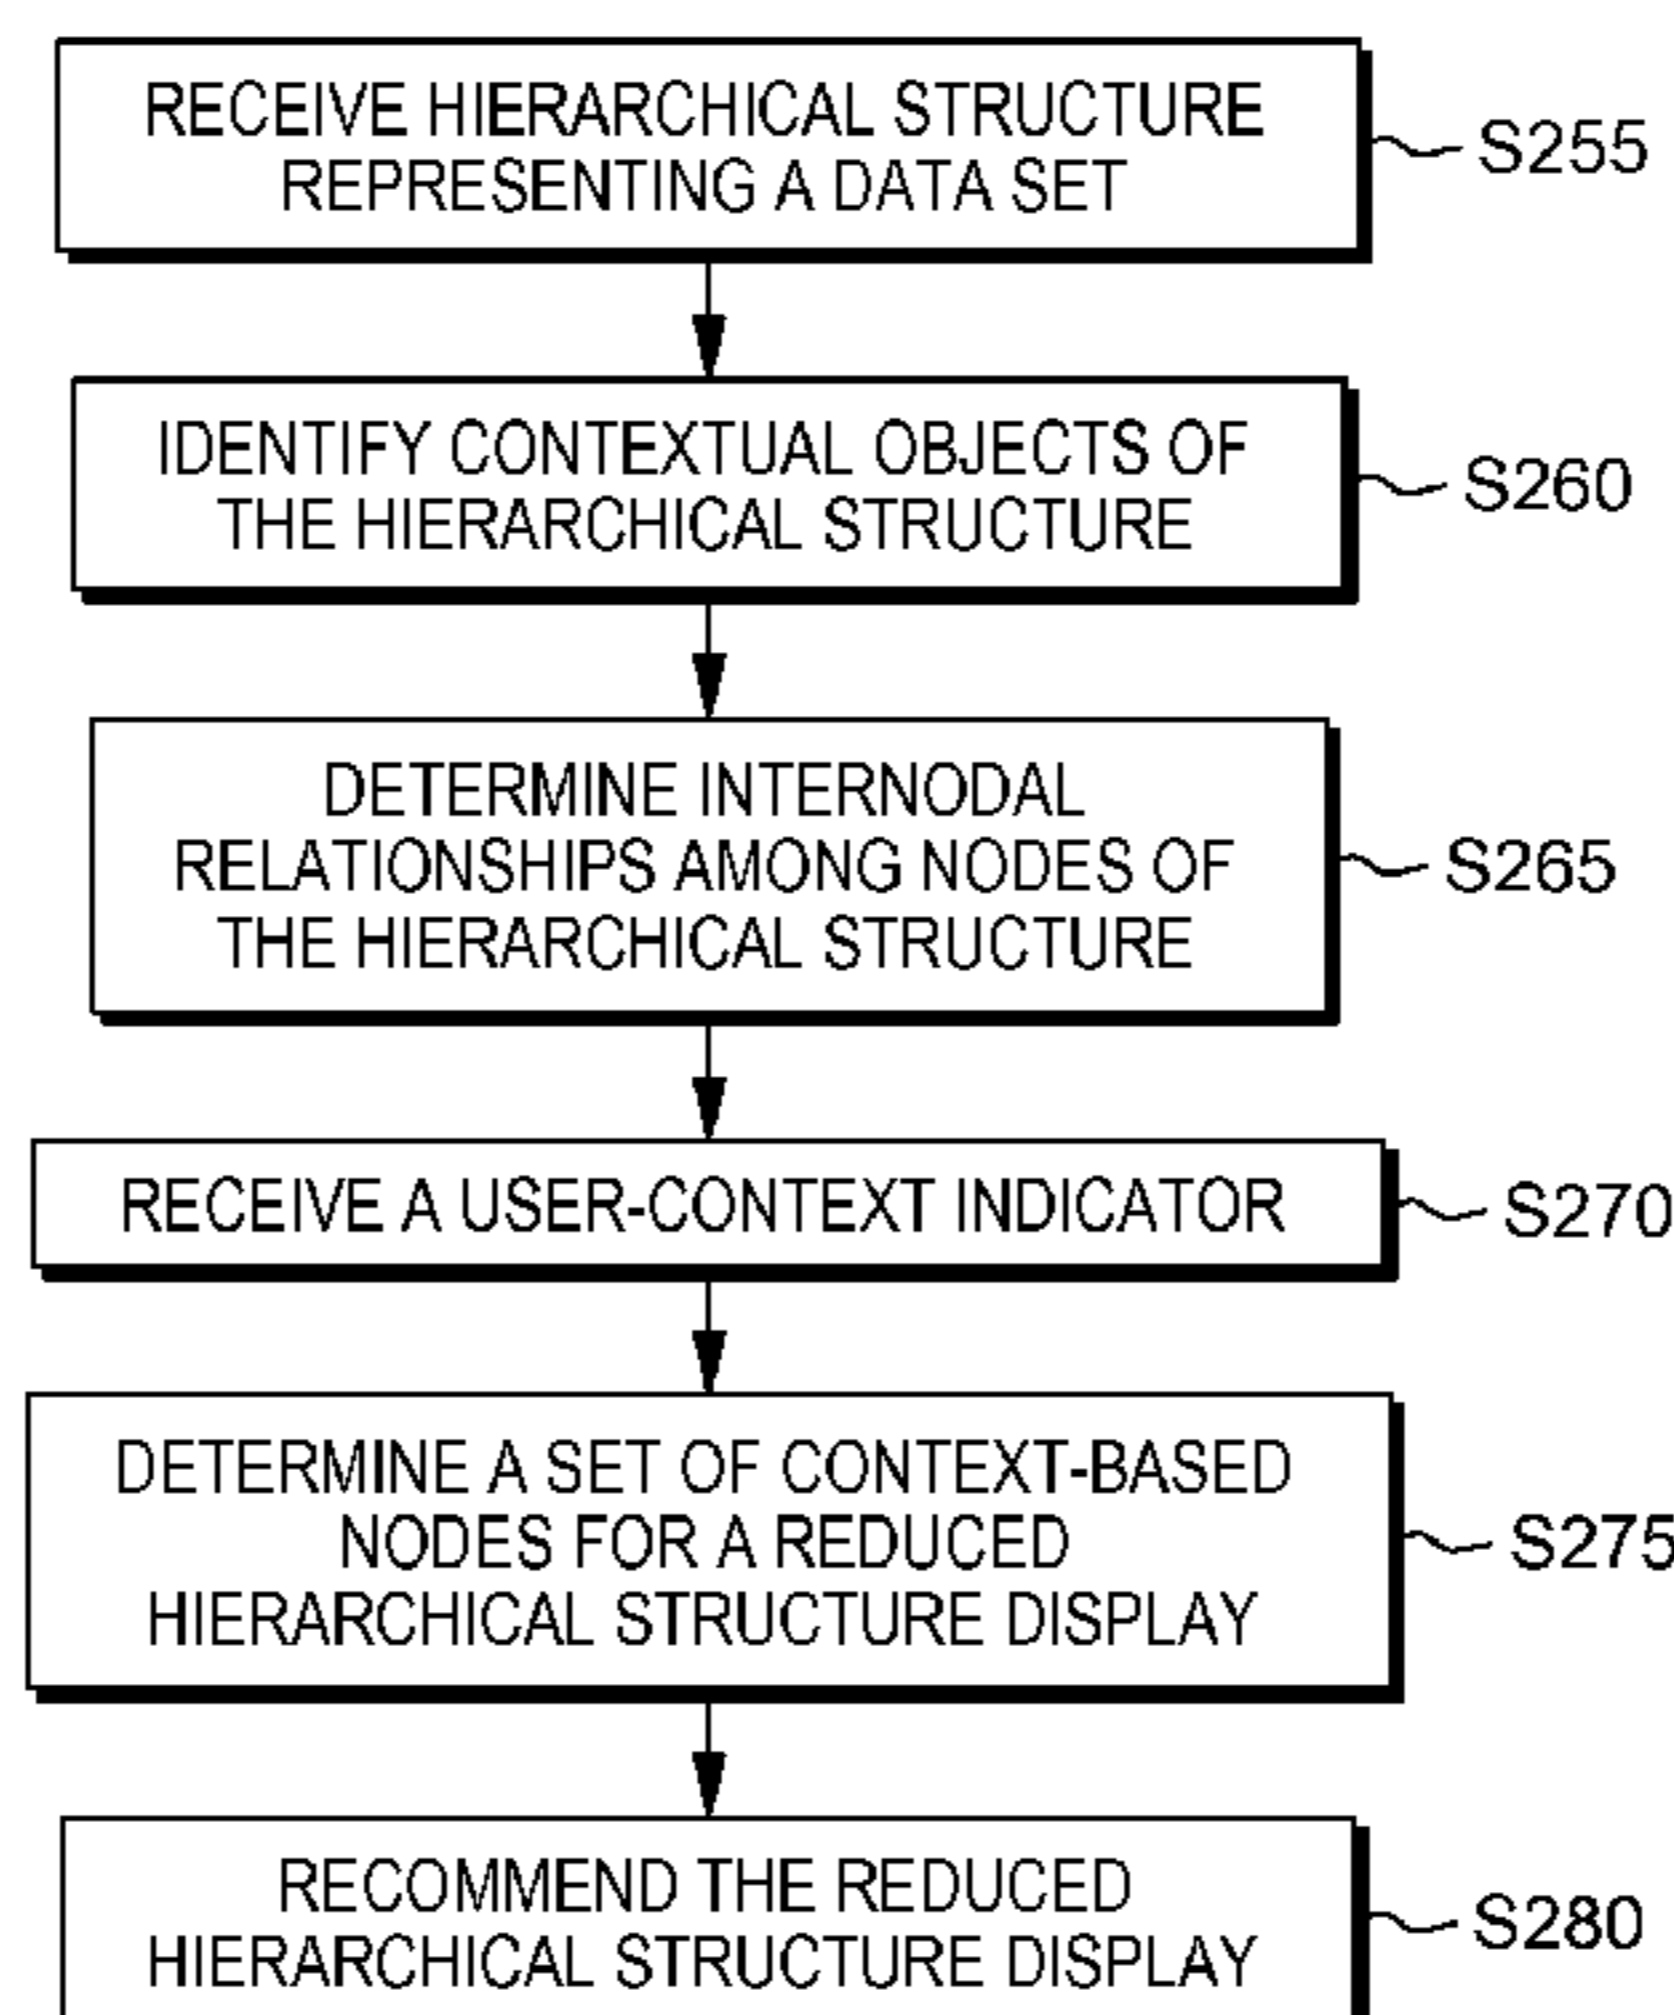 RECEIVE HIERARCHICAL STRUCTURE
REPRESENTING A DATA SET
S255
IDENTIFY CONTEXTUAL OBJECTS OF
THE HIERARCHICAL STRUCTURE
S260
DETERMINE INTERNODAL
RELATIONSHIPS AMONG NODES OF
THE HIERARCHICAL STRUCTURE
S265
RECEIVE A USER-CONTEXT INDICATOR
S270
DETERMINE A SET OF CONTEXT-BASED
NODES FOR A REDUCED
HIERARCHICAL STRUCTURE DISPLAY
S275
RECOMMEND THE REDUCED
HIERARCHICAL STRUCTURE DISPLAY
S280